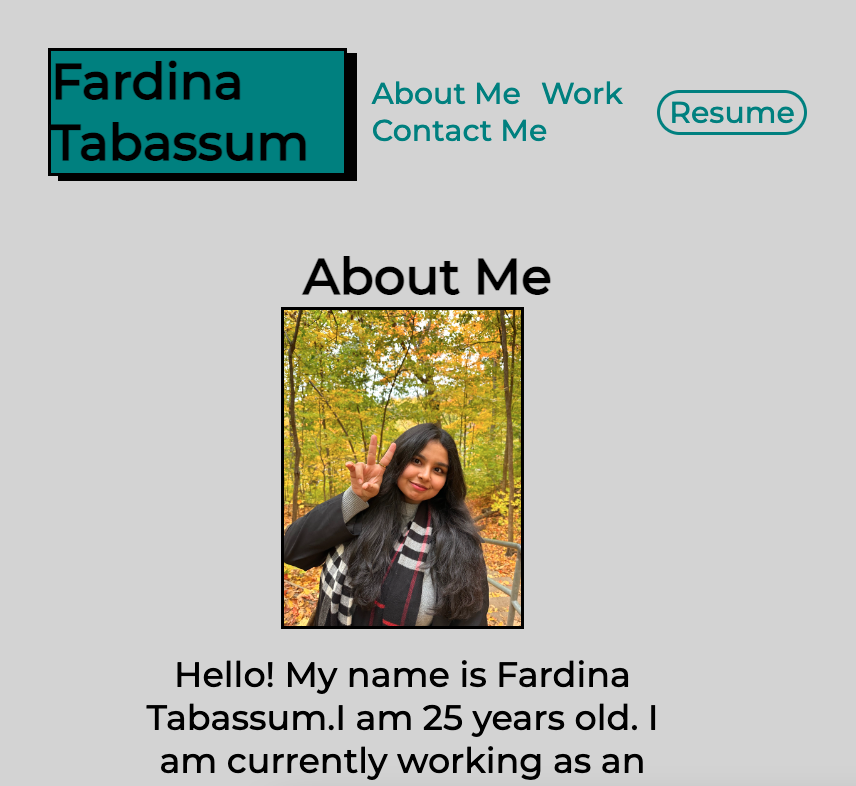 Fardina
Tabassum
About Me Work
Contact Me
Resume
About Me
Hello! My name is Fardina
Tabassum.I am 25 years old. I
am currently working as an